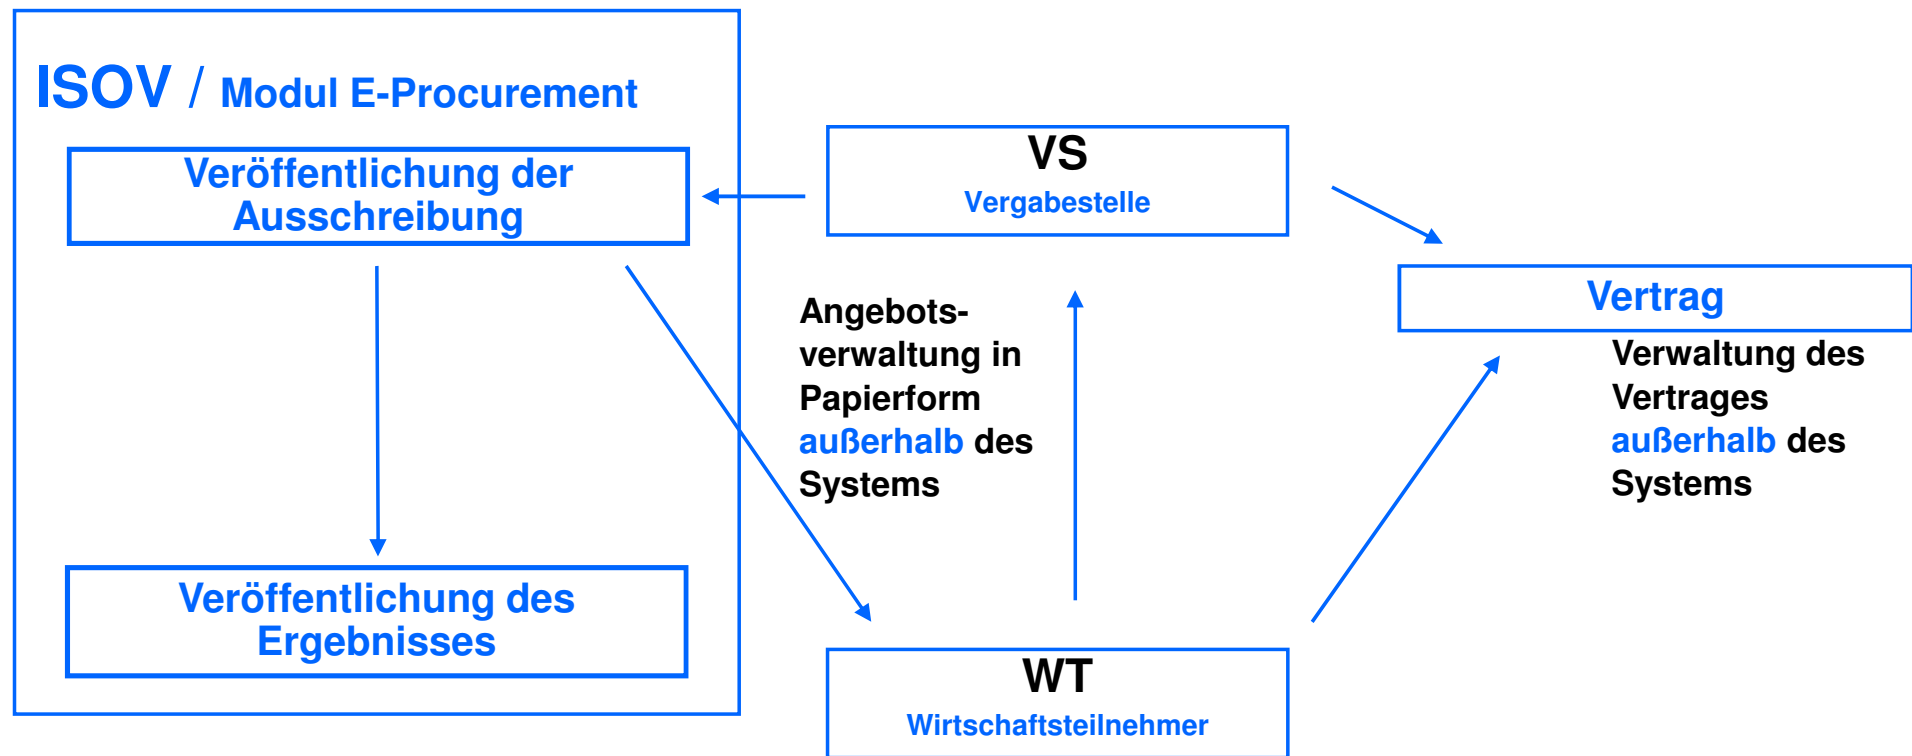 ISOV / Modul E-Procurement
Veröffentlichung der
Ausschreibung
Veröffentlichung des
Ergebnisses
VS
Vergabestelle
Angebots-
verwaltung in
Papierform
außerhalb des
Systems
WT
Wirtschaftsteilnehmer
Vertrag
Verwaltung des
Vertrages
außerhalb des
Systems